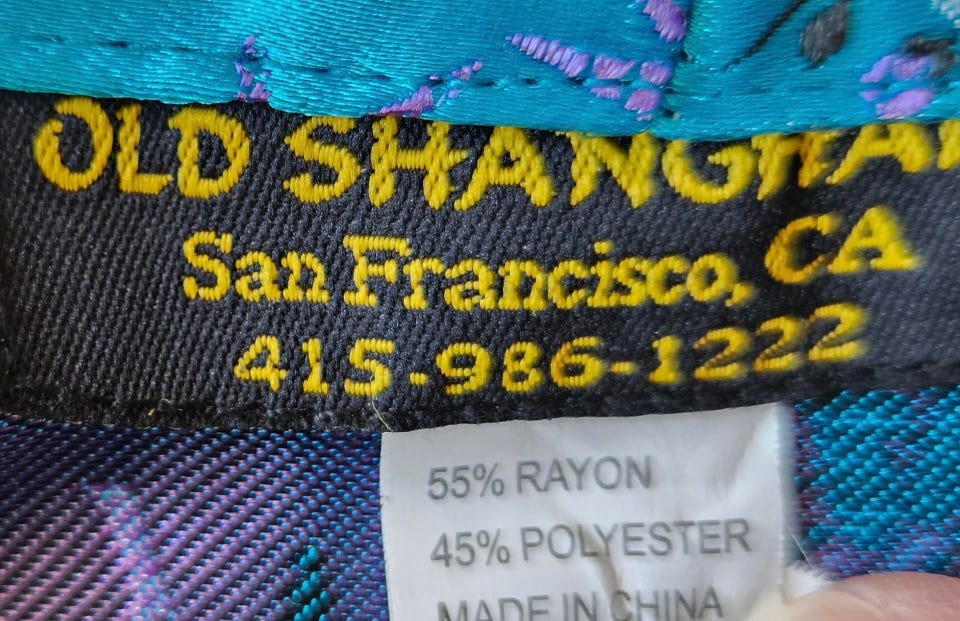 OLD SHANGHAI
San Francisco, CA
415-986-1222
55% RAYON
45% POLYESTER
MADE IN CHINA